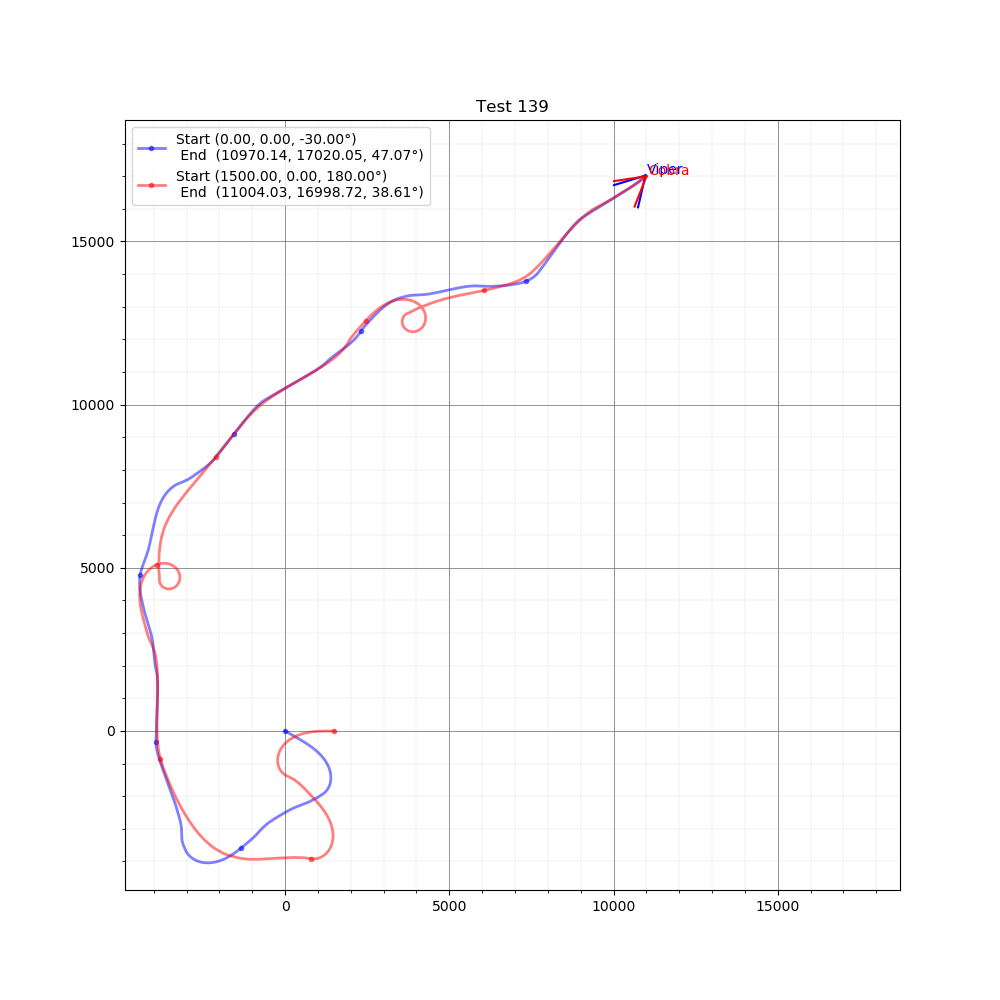 Test 139
Start (0.00, 0.00, -30.00°)
End (10970.14, 17020.05, 47.07°)
Start (1500.00, 0.00, 180.00°)
End (11004.03, 16998.72, 38.61°)
Viper
Cobra
15000
10000
5000
0
0
5000
10000
15000